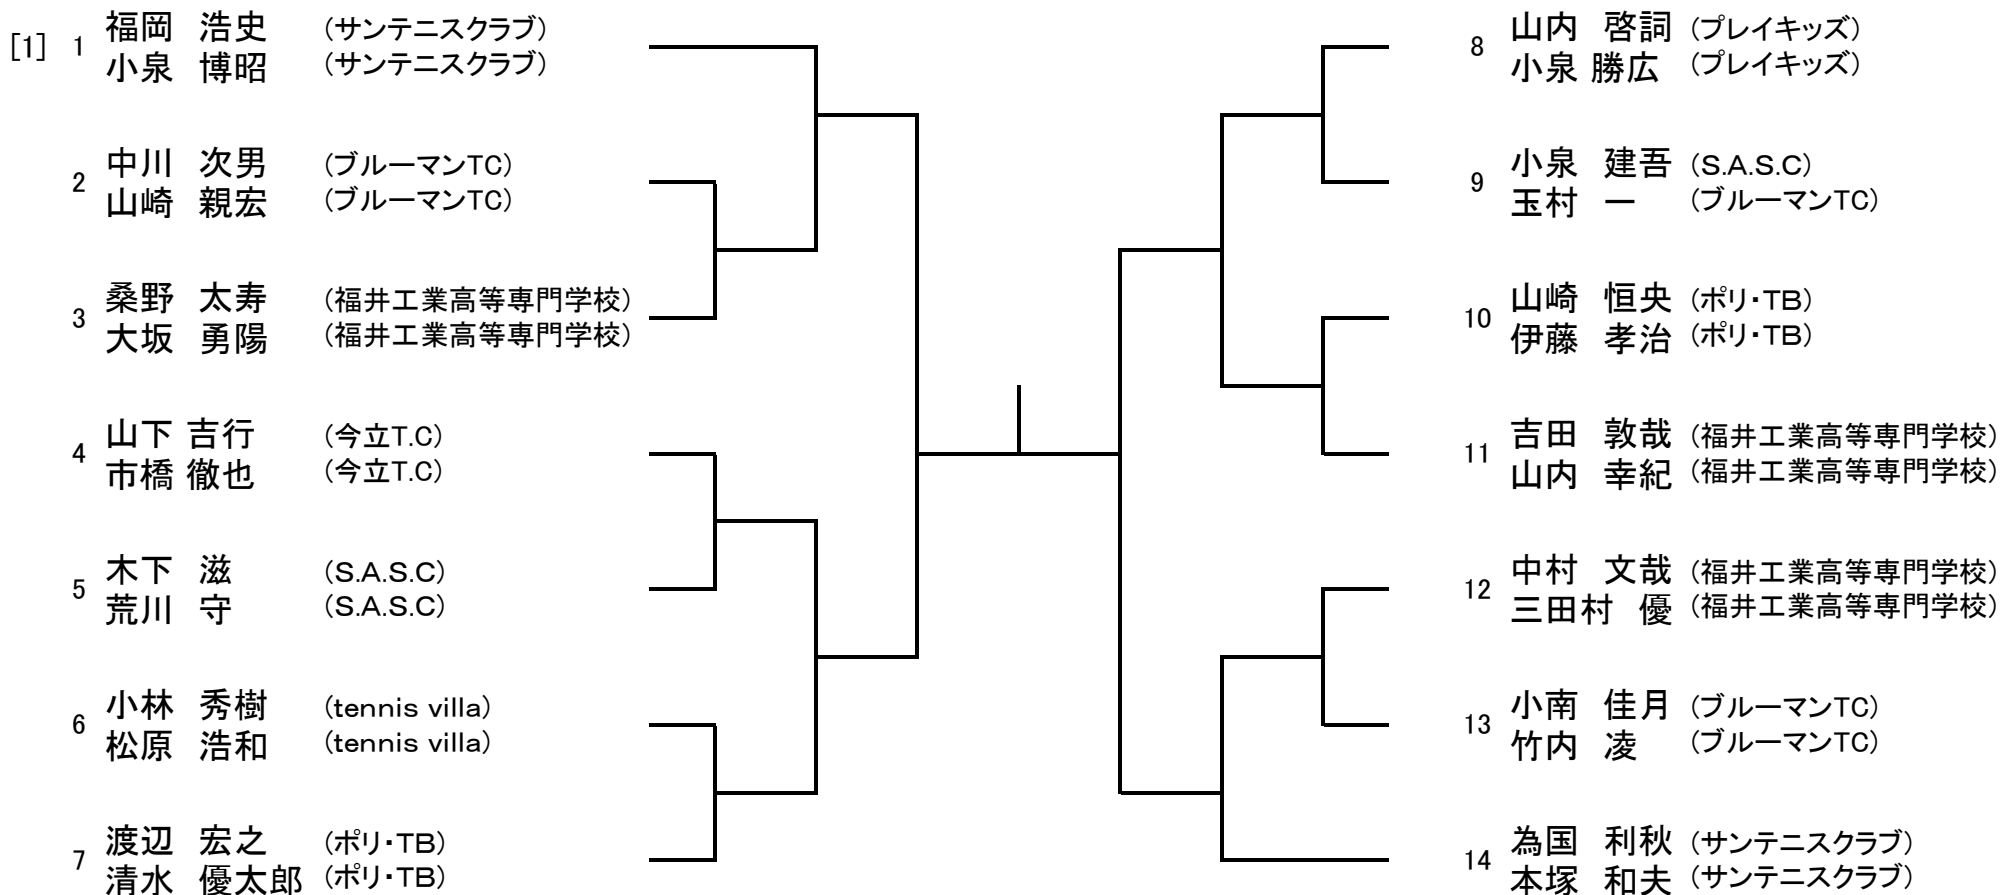 [1] 1 福岡 浩史 (サンテニスクラブ)
小泉 博昭 (サンテニスクラブ)
2 中川 次男 (ブルーマンTC)
山崎 親宏 (ブルーマンTC)
3 桑野 太寿 (福井工業高等専門学校)
大坂 勇陽 (福井工業高等専門学校)
4 山下 吉行 (今立T.C)
市橋 徹也 (今立T.C)
5 木下 滋 (S.A.S.C)
荒川 守 (S.A.S.C)
6 小林 秀樹 (tennis villa)
松原 浩和 (tennis villa)
7 渡辺 宏之 (ポリ・TB)
清水 優太郎 (ポリ・TB)
8 山内 啓詞 (プレイキッズ)
小泉 勝広 (プレイキッズ)
9 小泉 建吾 (S.A.S.C)
玉村 一 (ブルーマンTC)
10 山崎 恒央 (ポリ・TB)
伊藤 孝治 (ポリ・TB)
11 吉田 敦哉 (福井工業高等専門学校)
山内 幸紀 (福井工業高等専門学校)
12 中村 文哉 (福井工業高等専門学校)
三田村 優 (福井工業高等専門学校)
13 小南 佳月 (ブルーマンTC)
竹内 凌 (ブルーマンTC)
14 為国 利秋 (サンテニスクラブ)
本塚 和夫 (サンテニスクラブ)